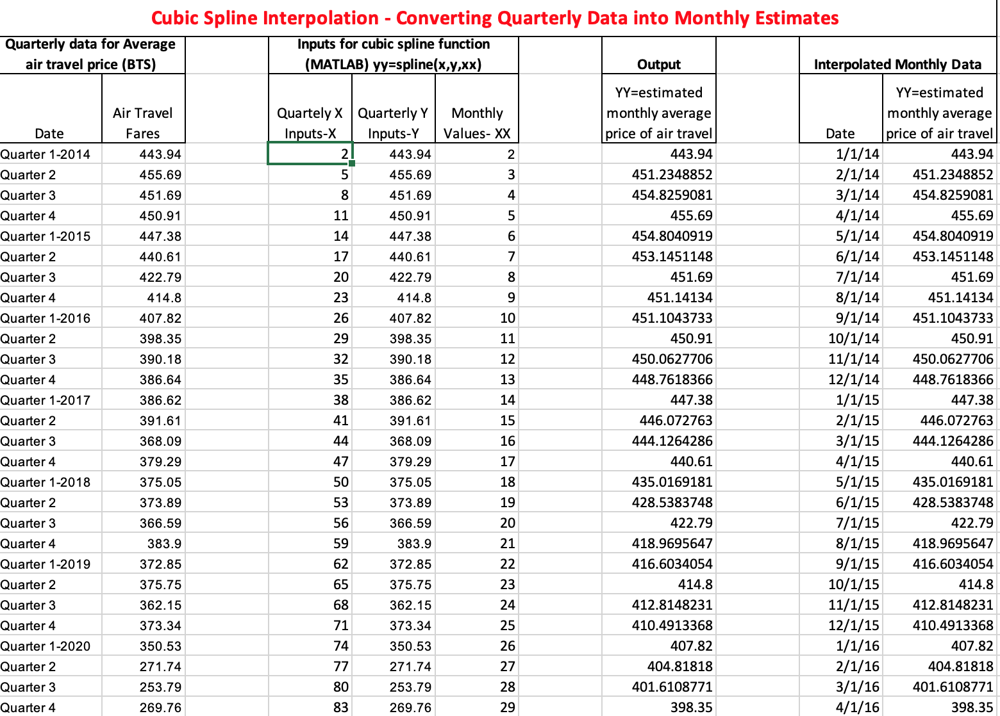 Cubic Spline Interpolation - Converting Quarterly Data into Monthly Estimates
Quarterly data for Average
air travel price (BTS)
Inputs for cubic spline function
(MATLAB) yy=spline(x,y,xx)
Output
Interpolated Monthly Data
Date
Air Travel
Fares
Quartely X
Inputs-X
Quarterly Y
Inputs-Y
Monthly
Values- XX
YY=estimated
monthly average
price of air travel
Date
YY=estimated
monthly average
price of air travel
Quarter 1-2014 443.94 2 443.94 2 443.94 1/1/14 443.94
Quarter 2 455.69 5 455.69 3 451.2348852 2/1/14 451.2348852
Quarter 3 451.69 8 451.69 4 454.8259081 3/1/14 454.8259081
Quarter 4 450.91 11 450.91 5 455.69 4/1/14 455.69
Quarter 1-2015 447.38 14 447.38 6 454.8040919 5/1/14 454.8040919
Quarter 2 440.61 17 440.61 7 453.1451148 6/1/14 453.1451148
Quarter 3 422.79 20 422.79 8 451.69 7/1/14 451.69
Quarter 4 414.8 23 414.8 9 451.14134 8/1/14 451.14134
Quarter 1-2016 407.82 26 407.82 10 451.1043733 9/1/14 451.1043733
Quarter 2 398.35 29 398.35 11 450.91 10/1/14 450.91
Quarter 3 390.18 32 390.18 12 450.0627706 11/1/14 450.0627706
Quarter 4 386.64 35 386.64 13 448.7618366 12/1/14 448.7618366
Quarter 1-2017 386.62 38 386.62 14 447.38 1/1/15 447.38
Quarter 2 391.61 41 391.61 15 446.072763 2/1/15 446.072763
Quarter 3 368.09 44 368.09 16 444.1264286 3/1/15 444.1264286
Quarter 4 379.29 47 379.29 17 440.61 4/1/15 440.61
Quarter 1-2018 375.05 50 375.05 18 435.0169181 5/1/15 435.0169181
Quarter 2 373.89 53 373.89 19 428.5383748 6/1/15 428.5383748
Quarter 3 366.59 56 366.59 20 422.79 7/1/15 422.79
Quarter 4 383.9 59 383.9 21 418.9695647 8/1/15 418.9695647
Quarter 1-2019 372.85 62 372.85 22 416.6034054 9/1/15 416.6034054
Quarter 2 375.75 65 375.75 23 414.8 10/1/15 414.8
Quarter 3 362.15 68 362.15 24 412.8148231 11/1/15 412.8148231
Quarter 4 373.34 71 373.34 25 410.4913368 12/1/15 410.4913368
Quarter 1-2020 350.53 74 350.53 26 407.82 1/1/16 407.82
Quarter 2 271.74 77 271.74 27 404.81818 2/1/16 404.81818
Quarter 3 253.79 80 253.79 28 401.6108771 3/1/16 401.6108771
Quarter 4 269.76 83 269.76 29 398.35 4/1/16 398.35